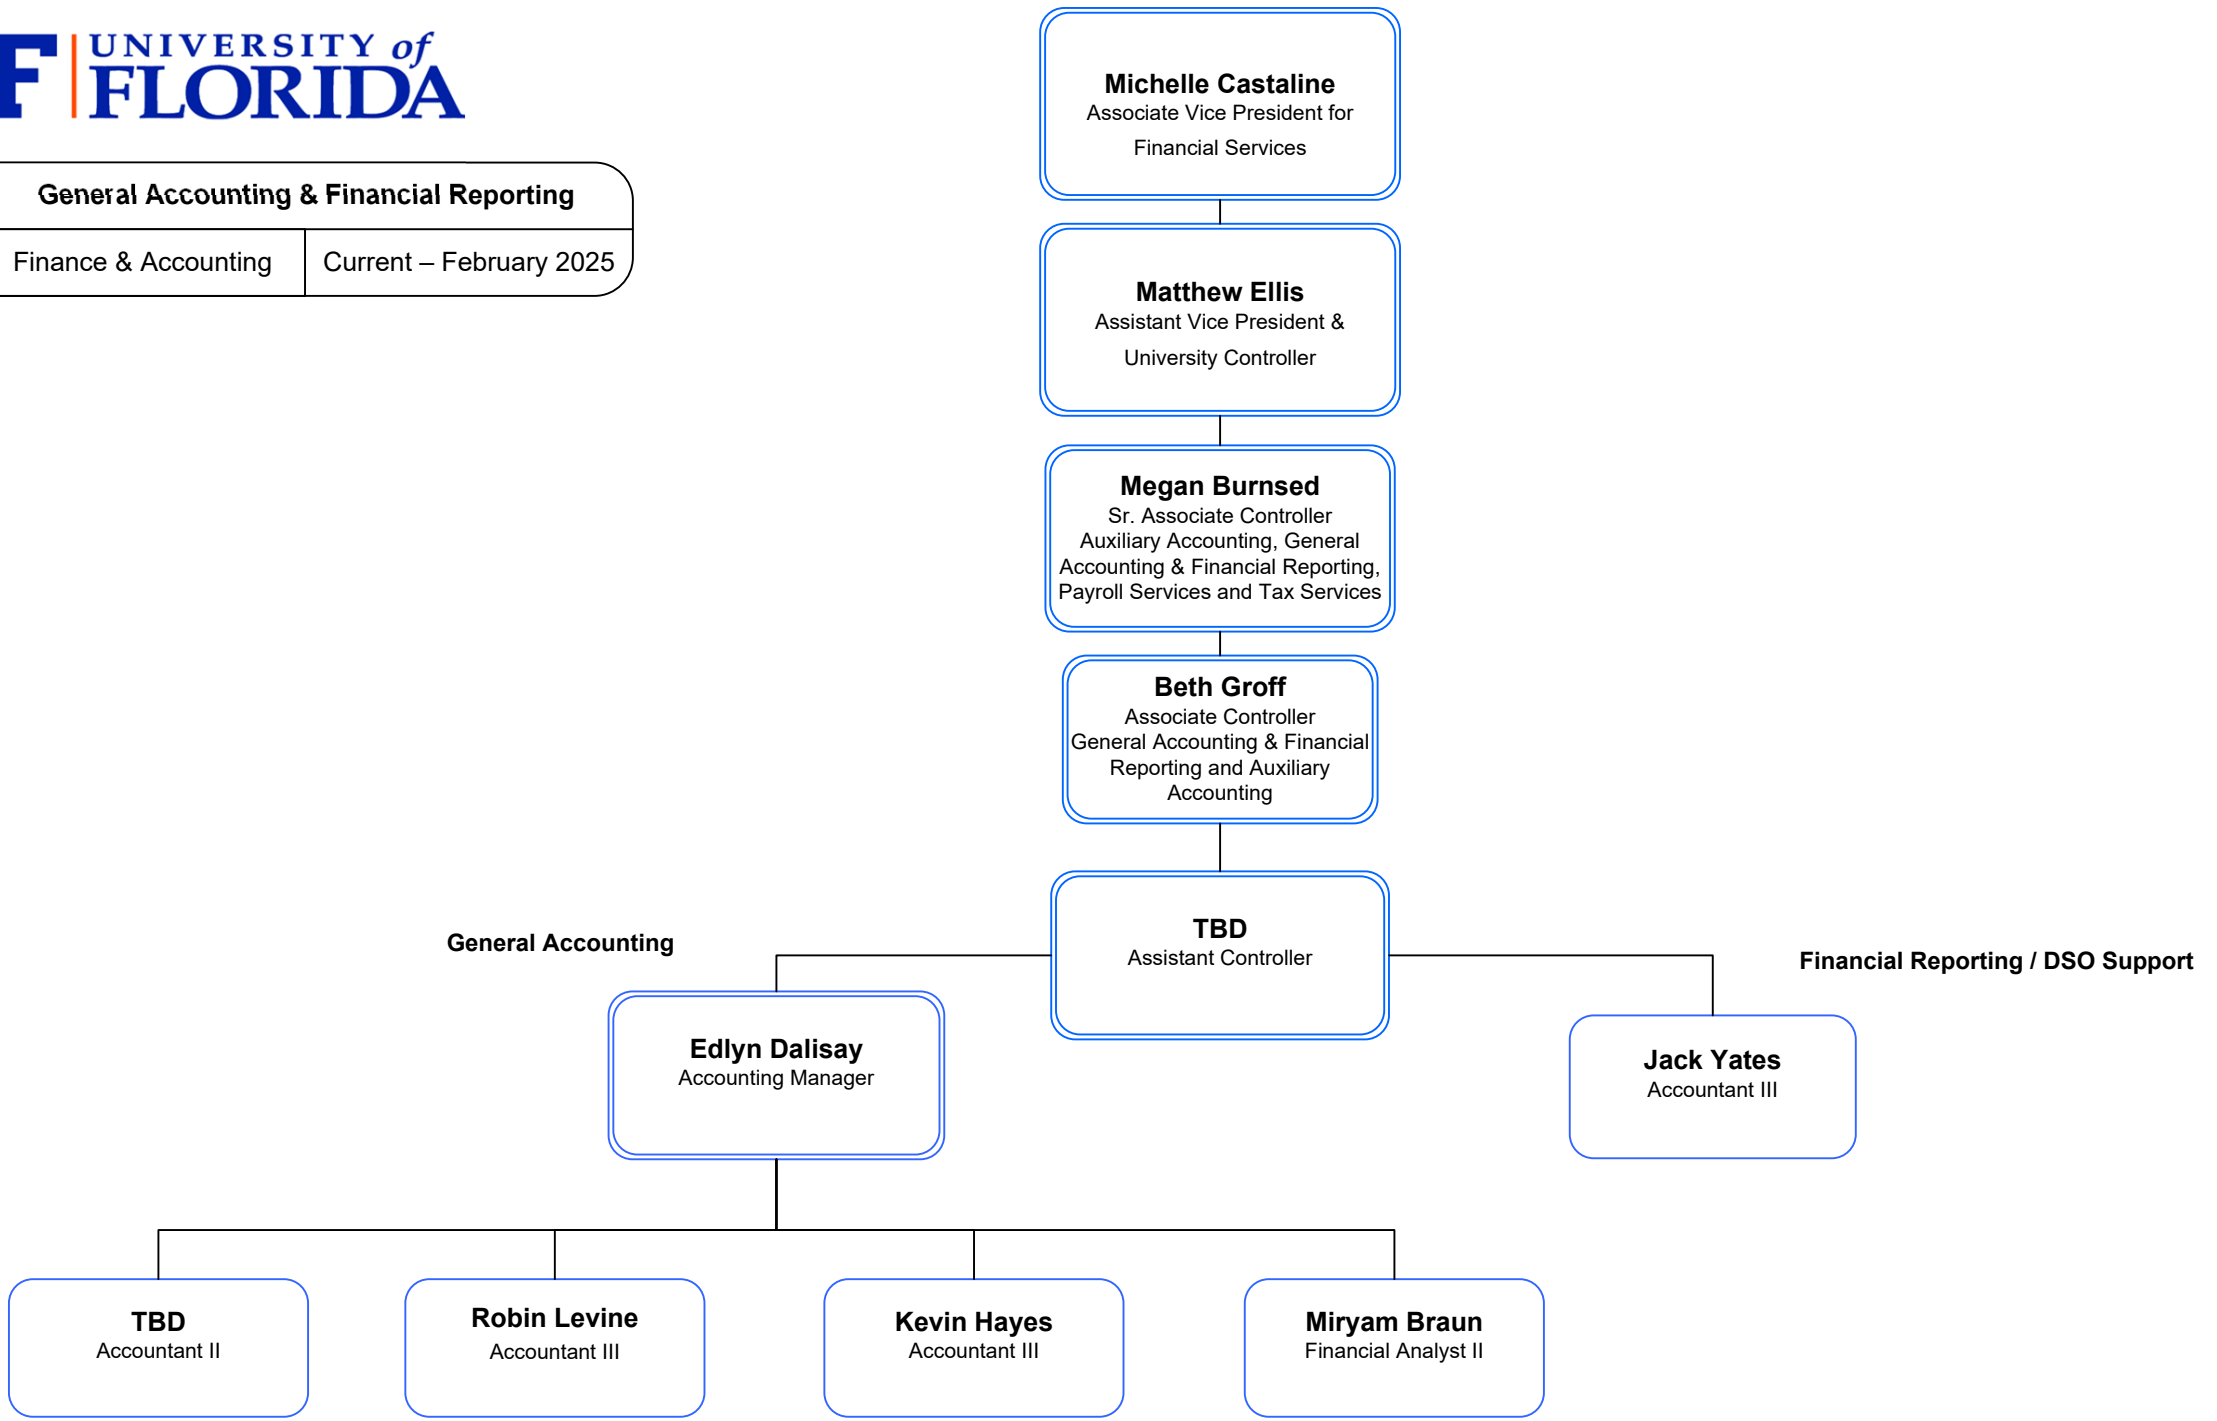 F UNIVERSITY of
FLORIDA
General Accounting & Financial Reporting
Finance & Accounting
Current – February 2025
Michelle Castaline
Associate Vice President for
Financial Services
Matthew Ellis
Assistant Vice President &
University Controller
Megan Burnsed
Sr. Associate Controller
Auxiliary Accounting, General
Accounting & Financial Reporting,
Payroll Services and Tax Services
Beth Groff
Associate Controller
General Accounting & Financial
Reporting and Auxiliary
Accounting
TBD
Assistant Controller
General Accounting
Financial Reporting / DSO Support
Edlyn Dalisay
Accounting Manager
Jack Yates
Accountant III
TBD
Accountant II
Robin Levine
Accountant III
Kevin Hayes
Accountant III
Miryam Braun
Financial Analyst II